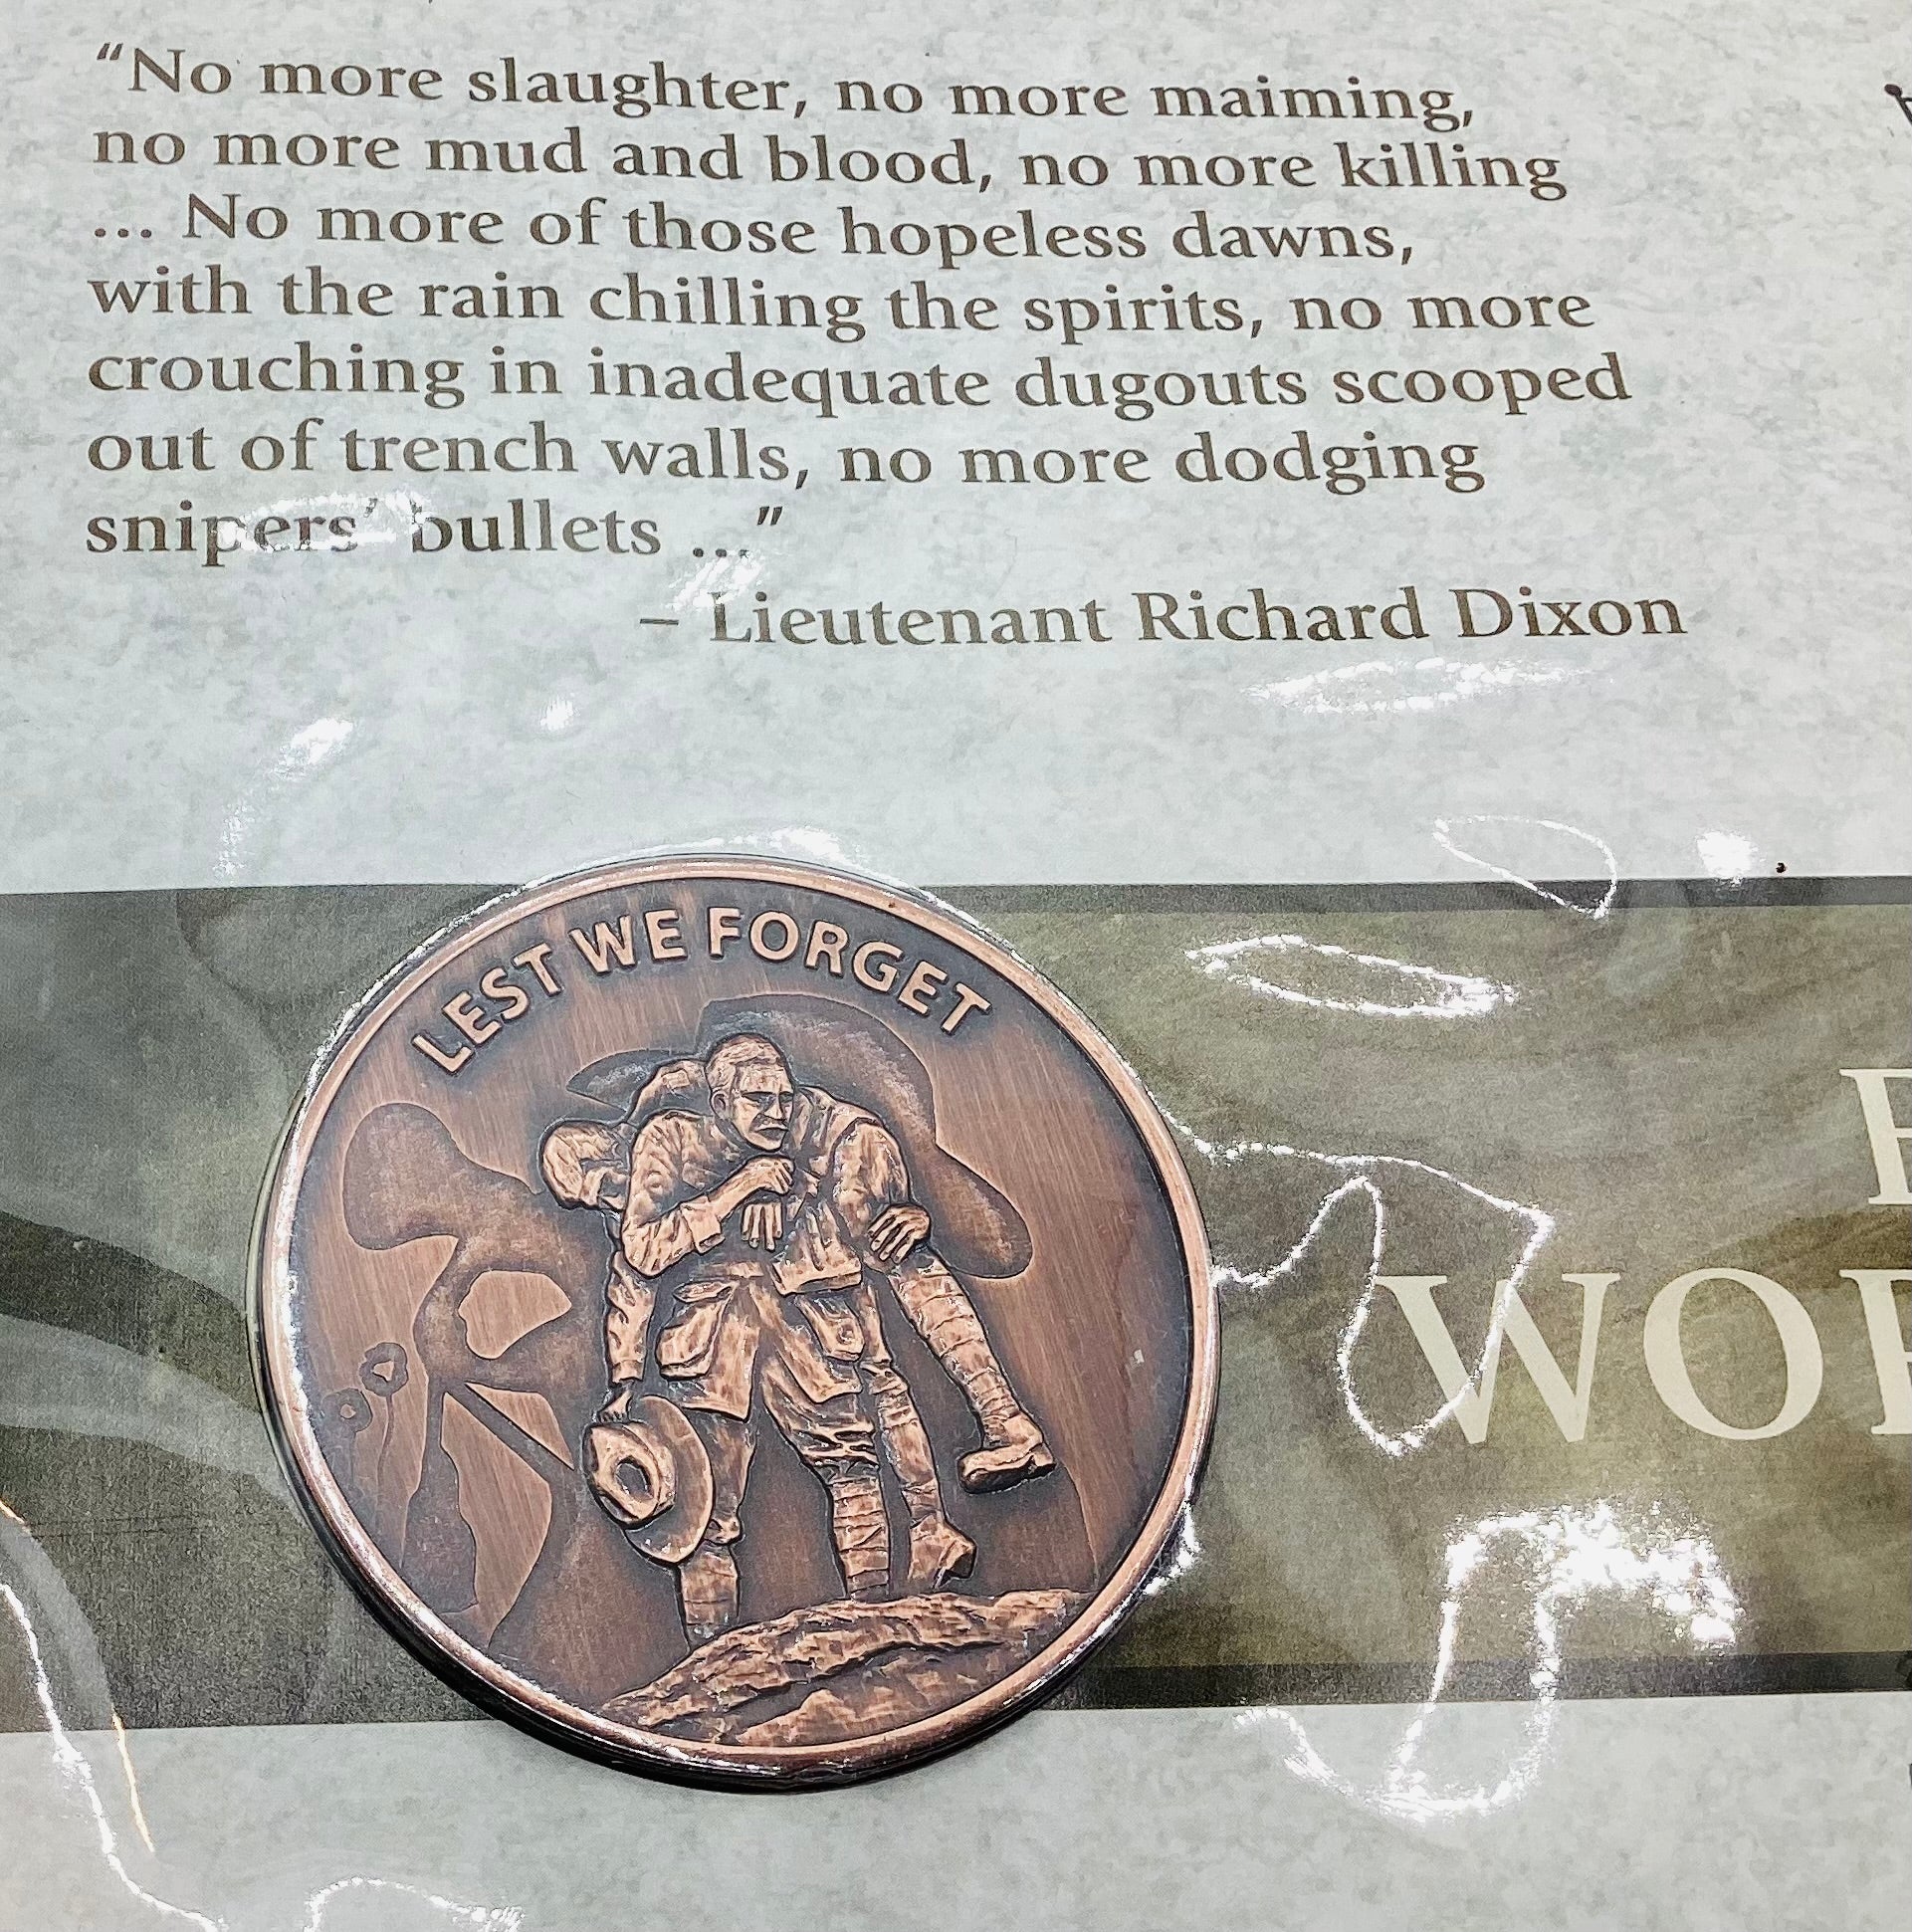 “No more slaughter, no more maiming,
no more mud and blood, no more killing
... No more of those hopeless dawns,
with the rain chilling the spirits, no more
crouching in inadequate dugouts scooped
out of trench walls, no more dodging
snipers’ bullets ...”
– Lieutenant Richard Dixon
LEST WE FORGET